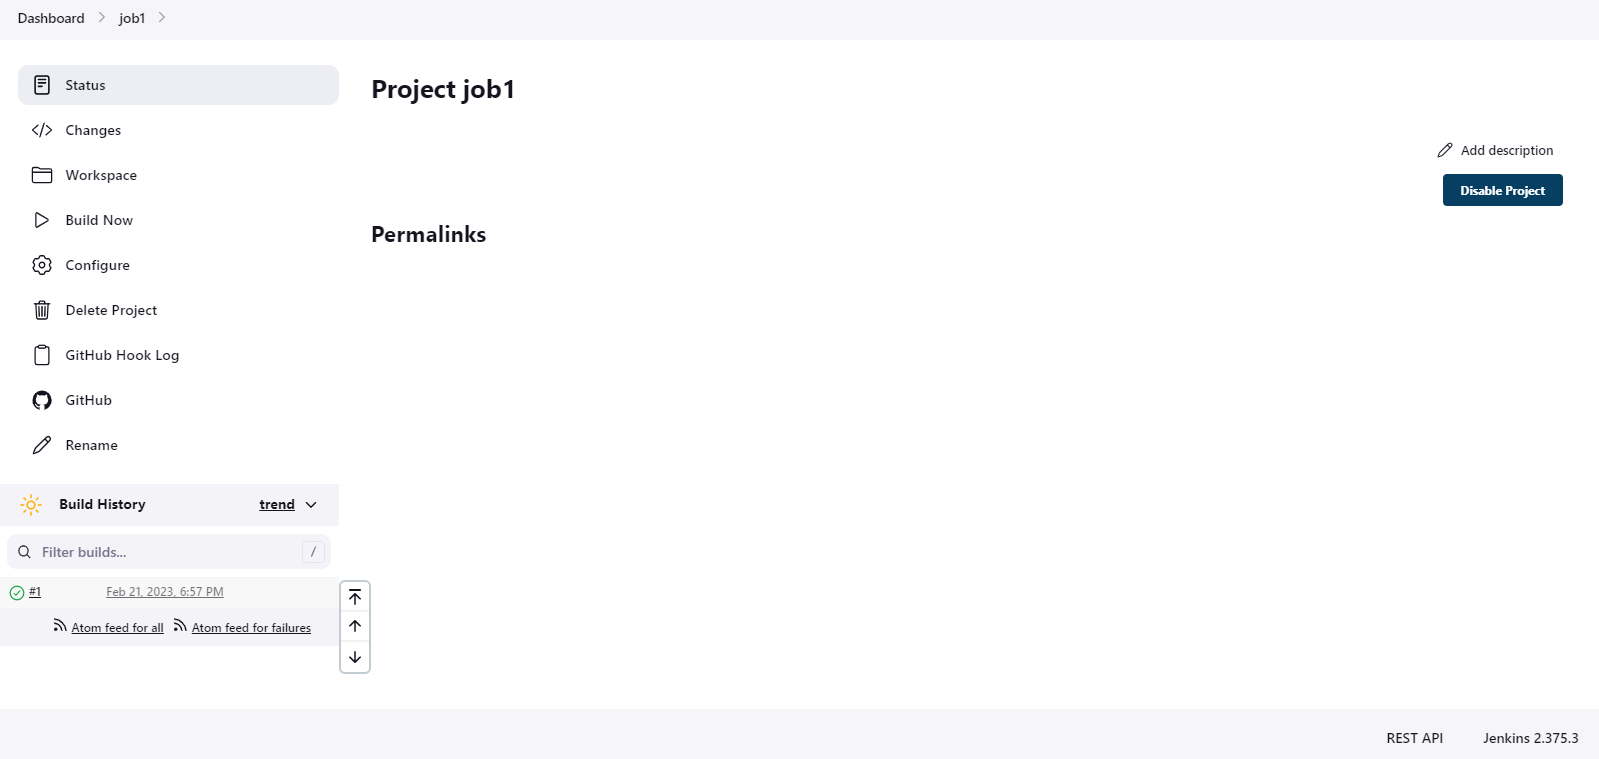 Dashboard job1
Status
Changes
Workspace
Build Now
Configure
Delete Project
GitHub Hook Log
GitHub
Rename
Build History trend
Filter builds... /
#1 Feb 21, 2023, 6:57 PM
Atom feed for all Atom feed for failures
Project job1
Add description
Disable Project
Permalinks
REST API Jenkins 2.375.3